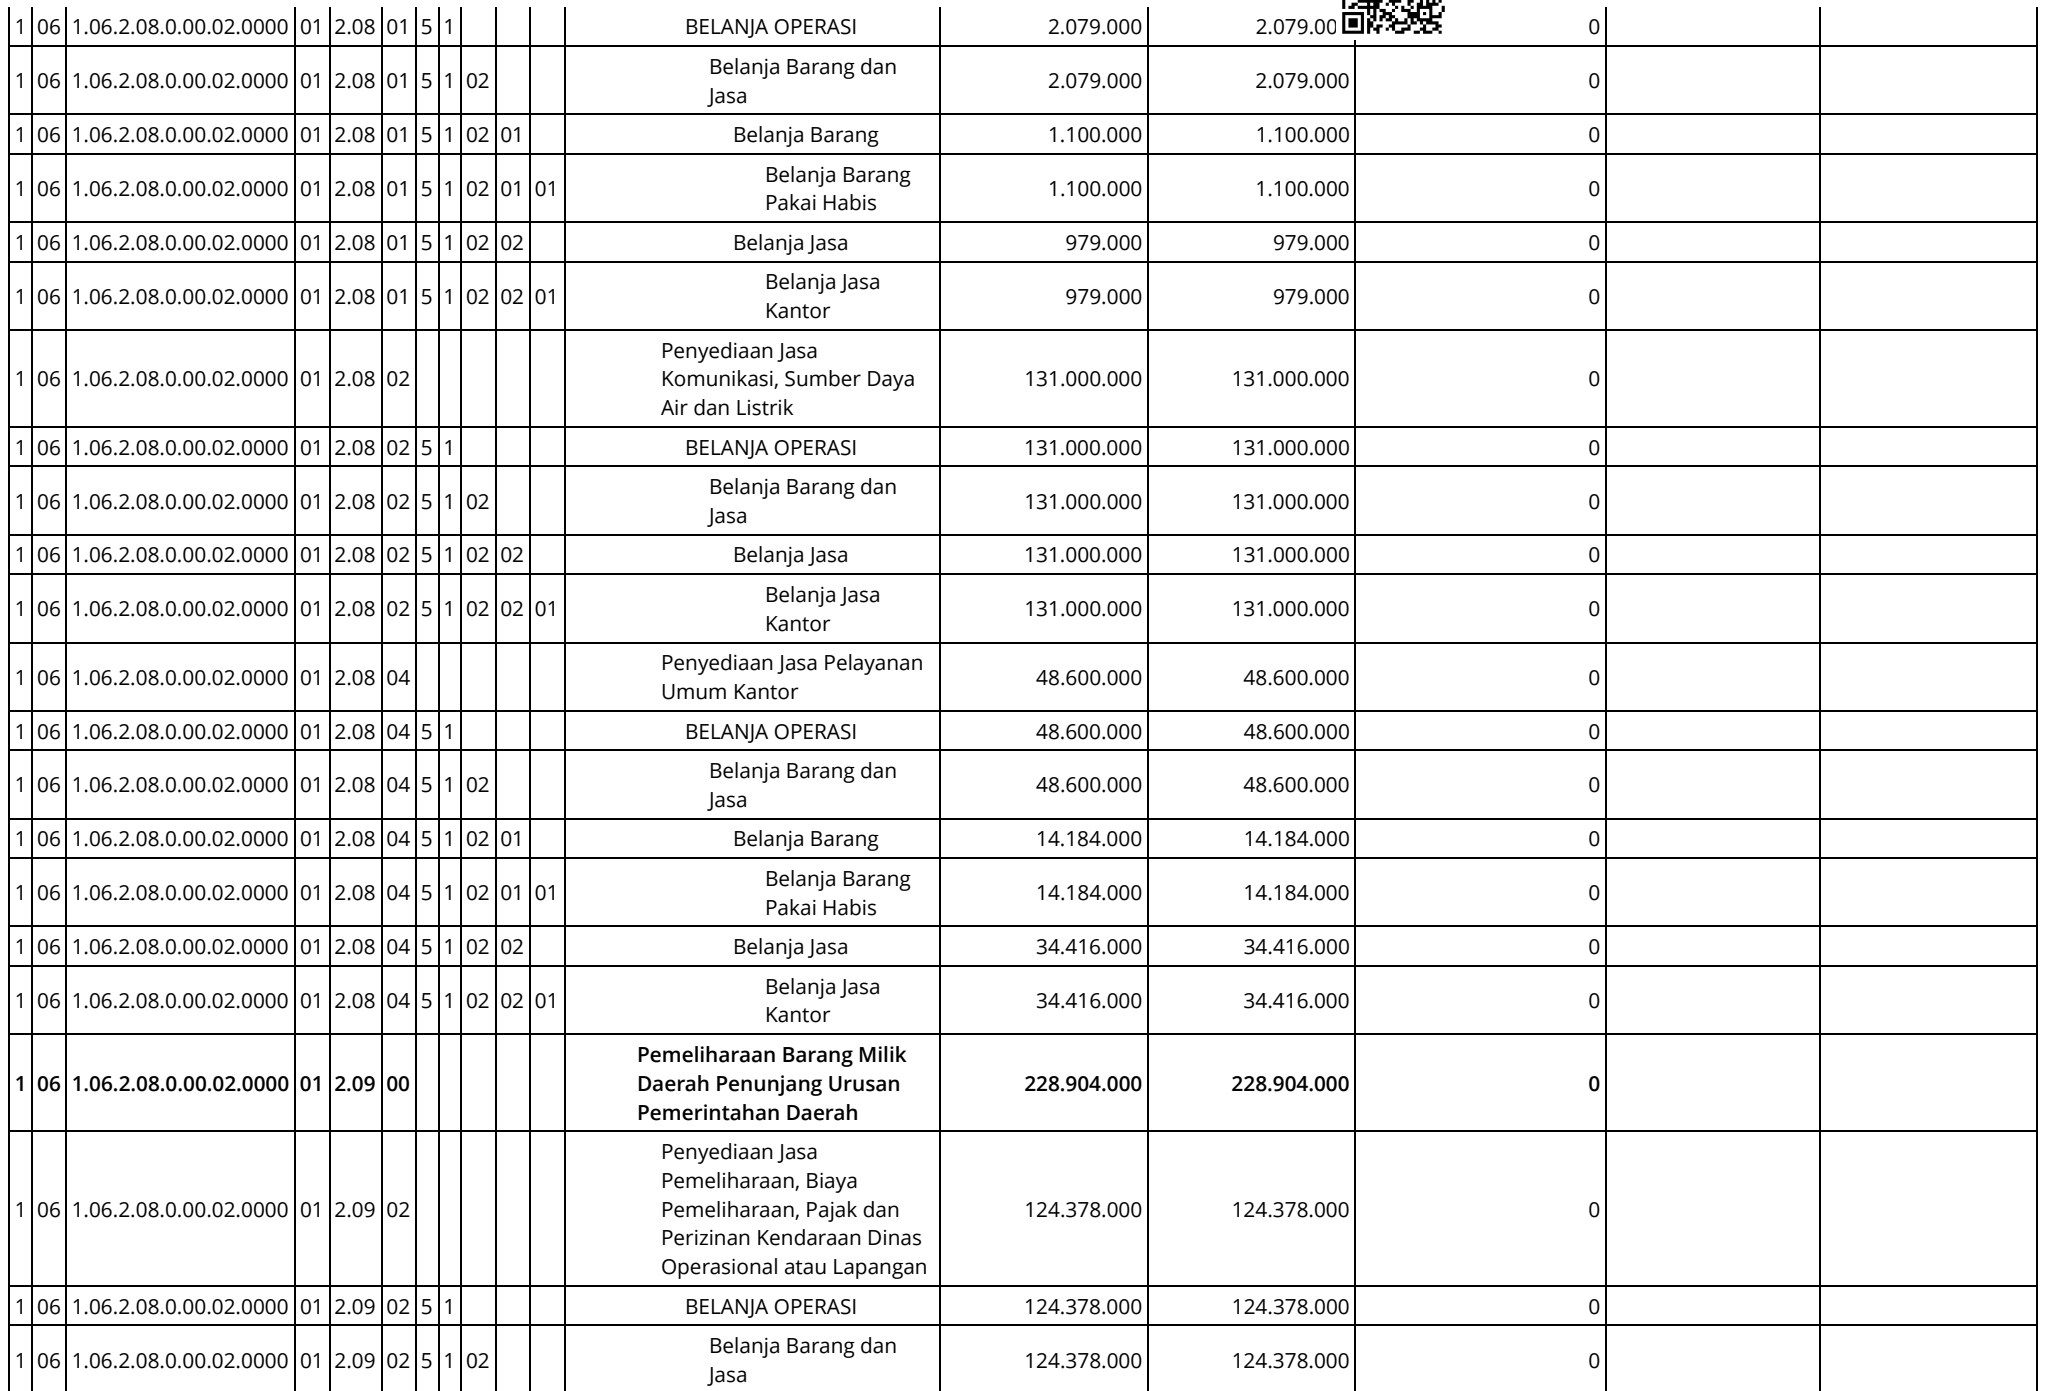 1 06 1.06.2.08.0.00.02.0000 01 2.08 01 5 1 BELANJA OPERASI 2.079.000 2.079.00 0
1 06 1.06.2.08.0.00.02.0000 01 2.08 01 5 1 02 Belanja Barang dan
Jasa 2.079.000 2.079.000 0
1 06 1.06.2.08.0.00.02.0000 01 2.08 01 5 1 02 01 Belanja Barang 1.100.000 1.100.000 0
1 06 1.06.2.08.0.00.02.0000 01 2.08 01 5 1 02 01 01 Belanja Barang
Pakai Habis 1.100.000 1.100.000 0
1 06 1.06.2.08.0.00.02.0000 01 2.08 01 5 1 02 02 Belanja Jasa 979.000 979.000 0
1 06 1.06.2.08.0.00.02.0000 01 2.08 01 5 1 02 02 01 Belanja Jasa
Kantor 979.000 979.000 0
1 06 1.06.2.08.0.00.02.0000 01 2.08 02 Penyediaan Jasa
Komunikasi, Sumber Daya
Air dan Listrik 131.000.000 131.000.000 0
1 06 1.06.2.08.0.00.02.0000 01 2.08 02 5 1 BELANJA OPERASI 131.000.000 131.000.000 0
1 06 1.06.2.08.0.00.02.0000 01 2.08 02 5 1 02 Belanja Barang dan
Jasa 131.000.000 131.000.000 0
1 06 1.06.2.08.0.00.02.0000 01 2.08 02 5 1 02 02 Belanja Jasa 131.000.000 131.000.000 0
1 06 1.06.2.08.0.00.02.0000 01 2.08 02 5 1 02 02 01 Belanja Jasa
Kantor 131.000.000 131.000.000 0
1 06 1.06.2.08.0.00.02.0000 01 2.08 04 Penyediaan Jasa Pelayanan
Umum Kantor 48.600.000 48.600.000 0
1 06 1.06.2.08.0.00.02.0000 01 2.08 04 5 1 BELANJA OPERASI 48.600.000 48.600.000 0
1 06 1.06.2.08.0.00.02.0000 01 2.08 04 5 1 02 Belanja Barang dan
Jasa 48.600.000 48.600.000 0
1 06 1.06.2.08.0.00.02.0000 01 2.08 04 5 1 02 01 Belanja Barang 14.184.000 14.184.000 0
1 06 1.06.2.08.0.00.02.0000 01 2.08 04 5 1 02 01 01 Belanja Barang
Pakai Habis 14.184.000 14.184.000 0
1 06 1.06.2.08.0.00.02.0000 01 2.08 04 5 1 02 02 Belanja Jasa 34.416.000 34.416.000 0
1 06 1.06.2.08.0.00.02.0000 01 2.08 04 5 1 02 02 01 Belanja Jasa
Kantor 34.416.000 34.416.000 0
1 06 1.06.2.08.0.00.02.0000 01 2.09 00 Pemeliharaan Barang Milik
Daerah Penunjang Urusan
Pemerintahan Daerah 228.904.000 228.904.000 0
1 06 1.06.2.08.0.00.02.0000 01 2.09 02 Penyediaan Jasa
Pemeliharaan, Biaya
Pemeliharaan, Pajak dan
Perizinan Kendaraan Dinas
Operasional atau Lapangan 124.378.000 124.378.000 0
1 06 1.06.2.08.0.00.02.0000 01 2.09 02 5 1 BELANJA OPERASI 124.378.000 124.378.000 0
1 06 1.06.2.08.0.00.02.0000 01 2.09 02 5 1 02 Belanja Barang dan
Jasa 124.378.000 124.378.000 0